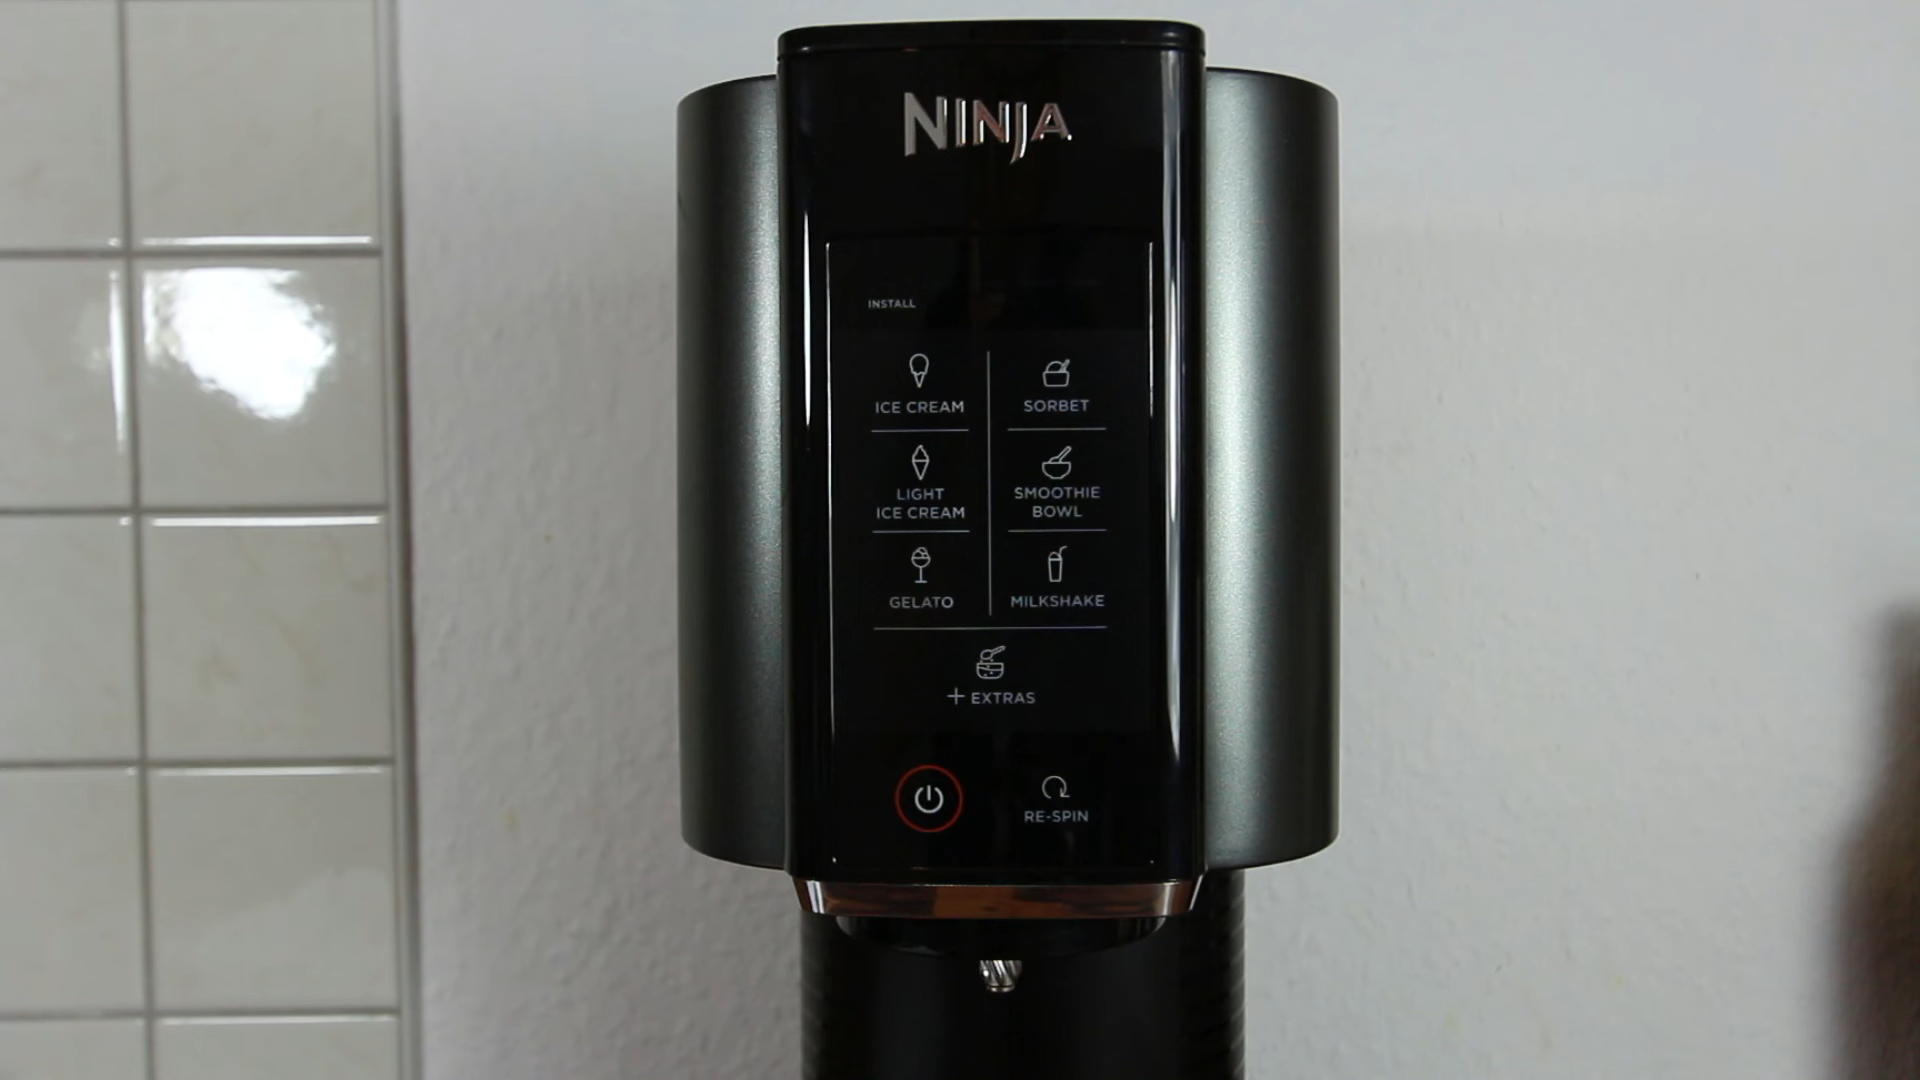 NINJA
INSTALL
ICE CREAM
SORBET
LIGHT
ICE CREAM
SMOOTHIE
BOWL
GELATO
MILKSHAKE
+ EXTRAS
RE-SPIN